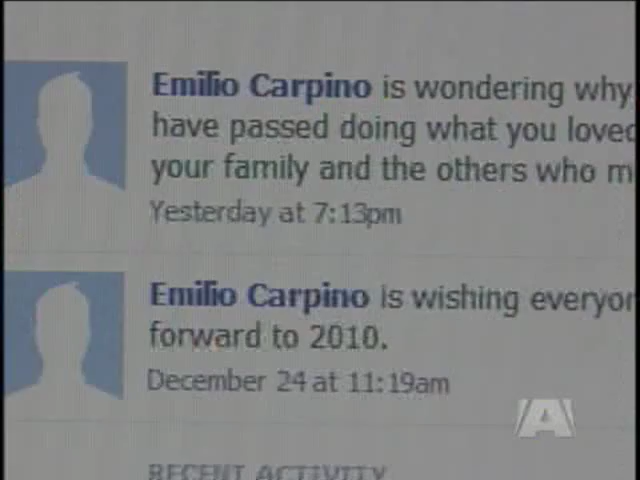 Emilio Carpino is wondering why
have passed doing what you loved
your family and the others who m
Yesterday at 7:13pm
Emilio Carpino is wishing everyon
forward to 2010.
December 24 at 11:19am
A
RECENT ACTIVITY